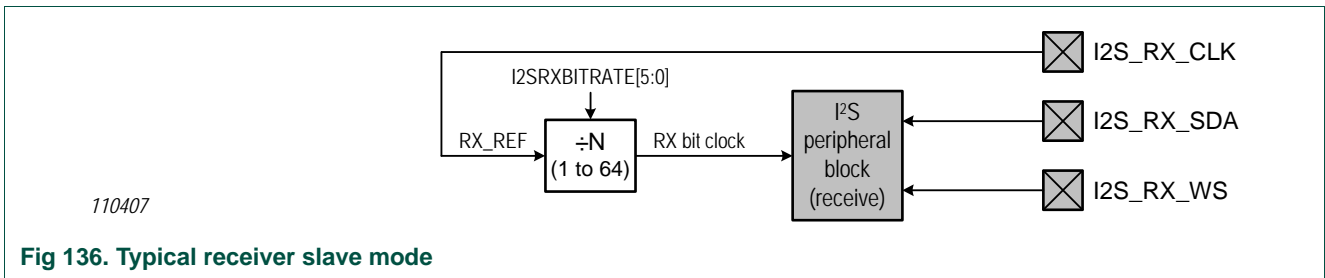 I2S_RX_CLK
I2SRXBITRATE[5:0]
RX_REF
÷N
(1 to 64)
RX bit clock
I²S
peripheral
block
(receive)
I2S_RX_SDA
I2S_RX_WS
110407
Fig 136. Typical receiver slave mode